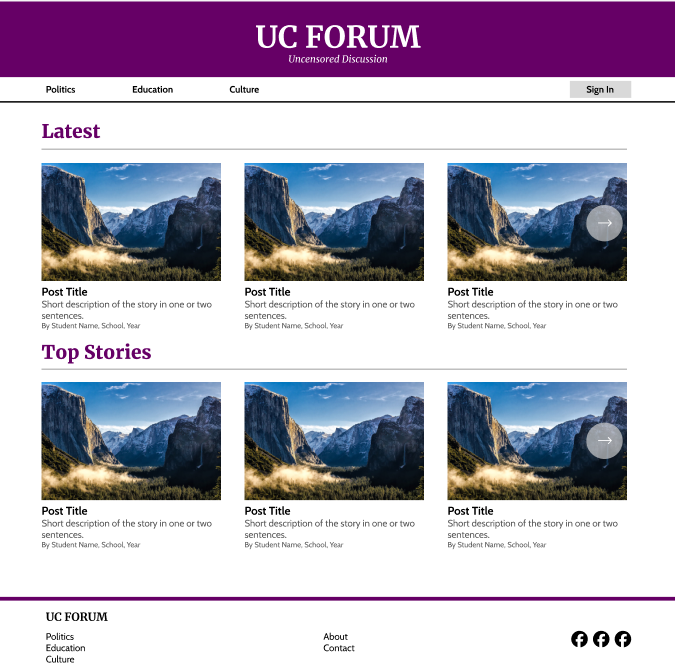 UC FORUM
Uncensored Discussion
Politics
Education
Culture
Sign In
Latest
Post Title
Short description of the story in one or two
sentences.
By Student Name, School, Year
Post Title
Short description of the story in one or two
sentences.
By Student Name, School, Year
Post Title
Short description of the story in one or two
sentences.
By Student Name, School, Year
Top Stories
Post Title
Short description of the story in one or two
sentences.
By Student Name, School, Year
Post Title
Short description of the story in one or two
sentences.
By Student Name, School, Year
Post Title
Short description of the story in one or two
sentences.
By Student Name, School, Year
UC FORUM
Politics
Education
Culture
About
Contact